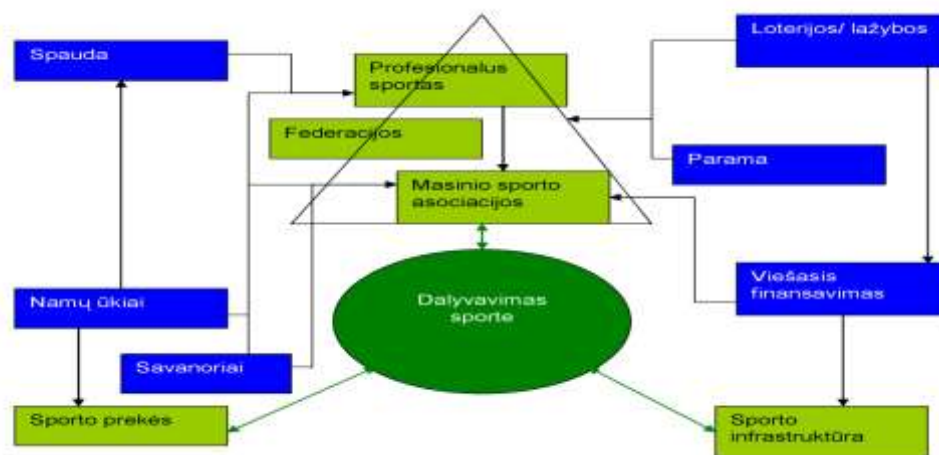 Spauda
Loterijos/ lažybos
Profesionalus
sportas
Federacijos
Parama
Masinio sporto
asociacijos
Namų ūkiai
Dalyvavimas
sporte
Viešasis
finansavimas
Savanoriai
Sporto prekės
Sporto
infrastruktūra